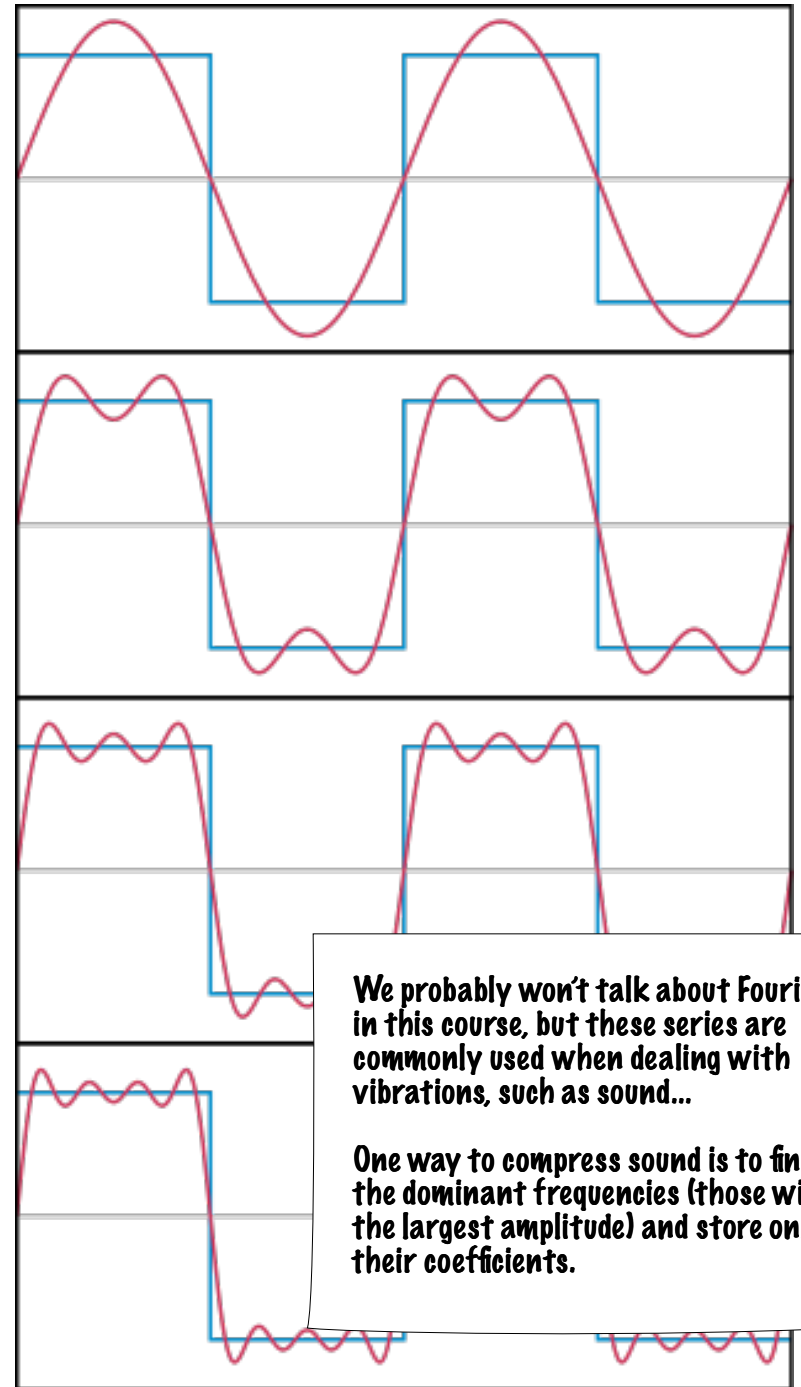 We probably won't talk about Fouri
in this course, but these series are
commonly used when dealing with
vibrations, such as sound...
One way to compress sound is to fin
the dominant frequencies (those wi
the largest amplitude) and store on
their coefficients.